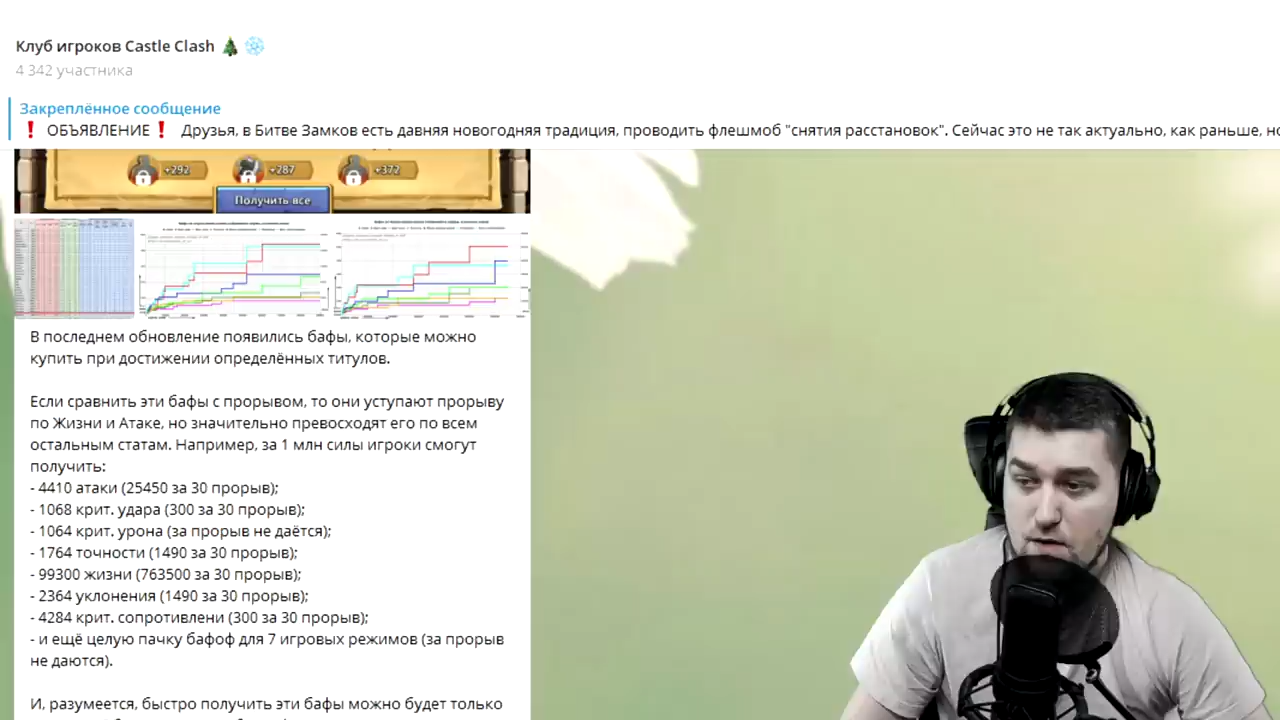 Клуб игроков Castle Clash 🎄 ❄️
4 342 участника
Закреплённое сообщение
❗ ОБЪЯВЛЕНИЕ❗ Друзья, в Битве Замков есть давняя новогодняя традиция, проводить флешмоб "снятия расстановок". Сейчас это не так актуально, как раньше, но
+292 +287 +372
Получить все
В последнем обновление появились бафы, которые можно
купить при достижении определённых титулов.
Если сравнить эти бафы с прорывом, то они уступают прорыву
по Жизни и Атаке, но значительно превосходят его по всем
остальным статам. Например, за 1 млн силы игроки смогут
получить:
- 4410 атаки (25450 за 30 прорыв);
- 1068 крит. удара (300 за 30 прорыв);
- 1064 крит. урона (за прорыв не даётся);
- 1764 точности (1490 за 30 прорыв);
- 99300 жизни (763500 за 30 прорыв);
- 2364 уклонения (1490 за 30 прорыв);
- 4284 крит. сопротивлени (300 за 30 прорыв);
- и ещё целую пачку бафоф для 7 игровых режимов (за прорыв
не даются).
И, разумеется, быстро получить эти бафы можно будет только